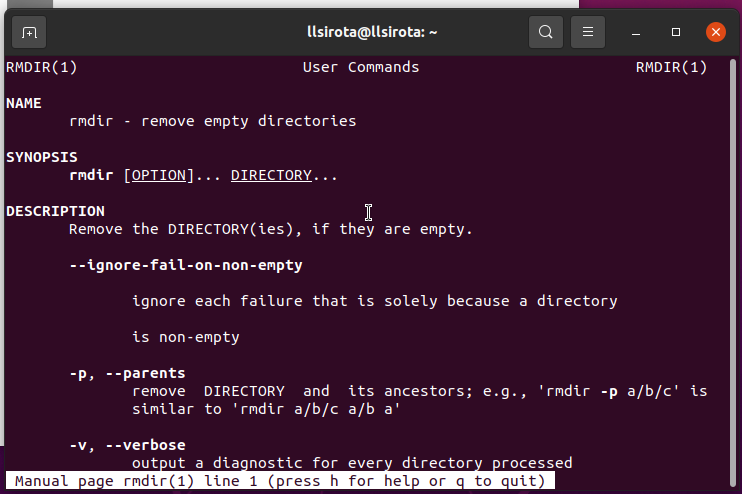 llsirota@llsirota: ~
RMDIR(1) User Commands RMDIR(1)
NAME
rmdir - remove empty directories
SYNOPSIS
rmdir [OPTION]... DIRECTORY...
DESCRIPTION
Remove the DIRECTORY(ies), if they are empty.
--ignore-fail-on-non-empty
ignore each failure that is solely because a directory
is non-empty
-p, --parents
remove DIRECTORY and its ancestors; e.g., 'rmdir -p a/b/c' is
similar to 'rmdir a/b/c a/b a'
-v, --verbose
output a diagnostic for every directory processed
Manual page rmdir(1) line 1 (press h for help or q to quit)